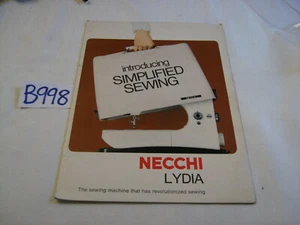 introducing
SIMPLIFIED
SEWING
B998
NECCHI
LYDIA
The sewing machine that has revolutionized sewing